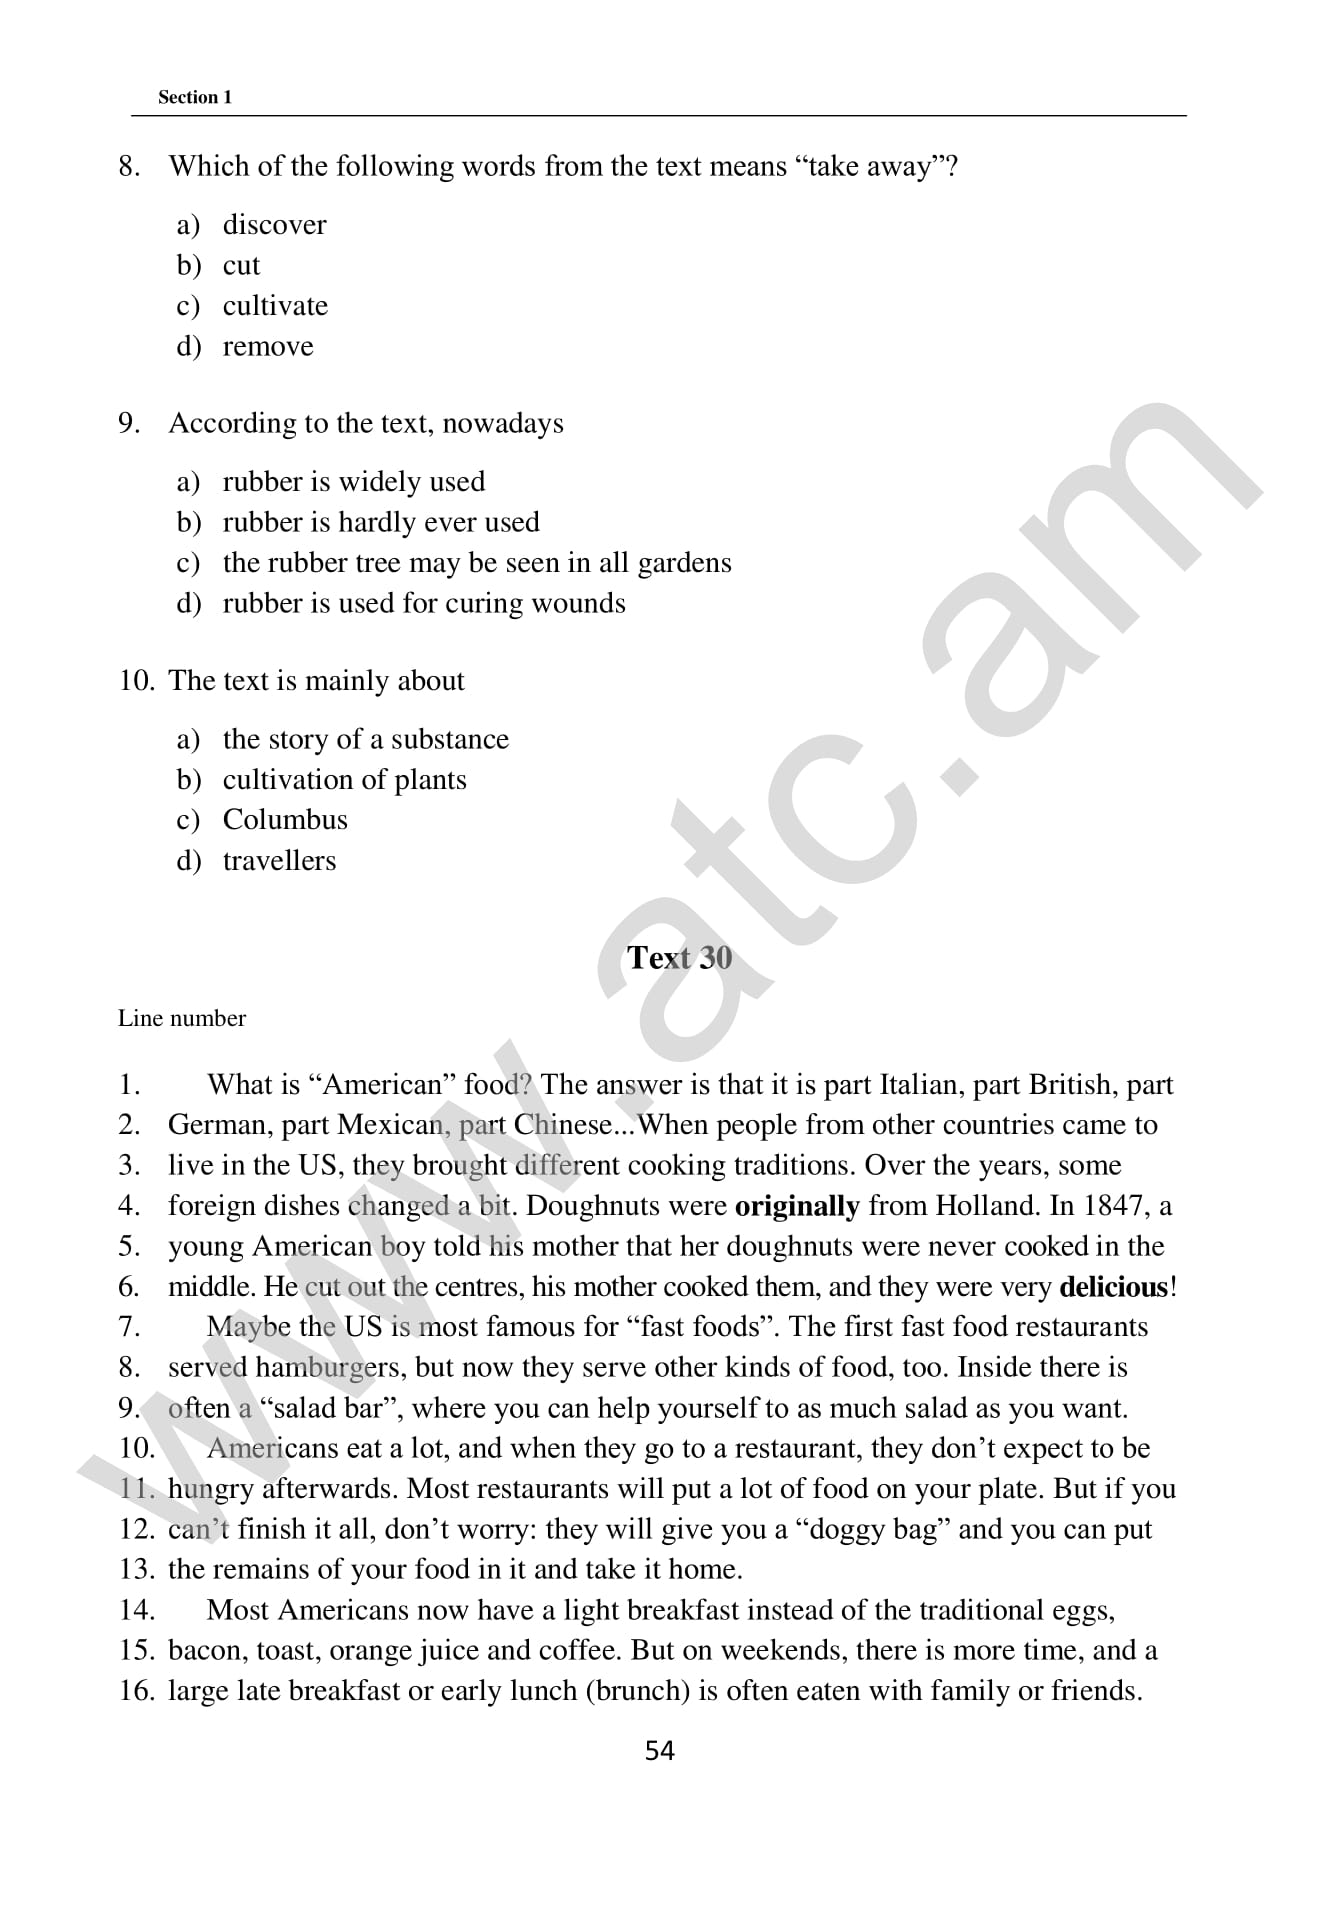 Section 1
8. Which of the following words from the text means “take away”?
a) discover
b) cut
c) cultivate
d) remove
9. According to the text, nowadays
a) rubber is widely used
b) rubber is hardly ever used
c) the rubber tree may be seen in all gardens
d) rubber is used for curing wounds
10. The text is mainly about
a) the story of a substance
b) cultivation of plants
c) Columbus
d) travellers
Text 30
Line number
1. What is “American” food? The answer is that it is part Italian, part British, part
2. German, part Mexican, part Chinese...When people from other countries came to
3. live in the US, they brought different cooking traditions. Over the years, some
4. foreign dishes changed a bit. Doughnuts were originally from Holland. In 1847, a
5. young American boy told his mother that her doughnuts were never cooked in the
6. middle. He cut out the centres, his mother cooked them, and they were very delicious!
7. Maybe the US is most famous for “fast foods”. The first fast food restaurants
8. served hamburgers, but now they serve other kinds of food, too. Inside there is
9. often a “salad bar”, where you can help yourself to as much salad as you want.
10. Americans eat a lot, and when they go to a restaurant, they don’t expect to be
11. hungry afterwards. Most restaurants will put a lot of food on your plate. But if you
12. can’t finish it all, don’t worry: they will give you a “doggy bag” and you can put
13. the remains of your food in it and take it home.
14. Most Americans now have a light breakfast instead of the traditional eggs,
15. bacon, toast, orange juice and coffee. But on weekends, there is more time, and a
16. large late breakfast or early lunch (brunch) is often eaten with family or friends.
54
www.atc.am